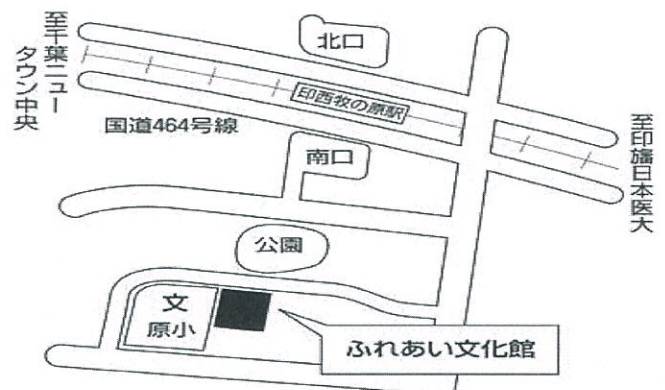 至千葉ニュー
タウン中央
北口
印西牧の原駅
国道464号線
南口
至印旛日本医大
公園
文
原小
ふれあい文化館